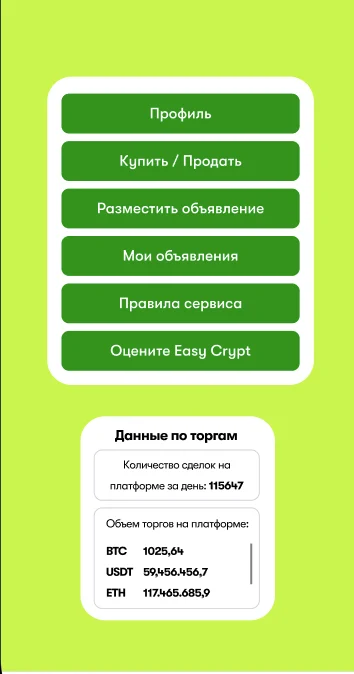 Профиль
Купить / Продать
Разместить объявление
Мои объявления
Правила сервиса
Оцените Easy Crypt
Данные по торгам
Количество сделок на
платформе за день: 115647
Объем торгов на платформе:
BTC 1025,64
USDT 59,456.456,7
ETH 117.465.685,9